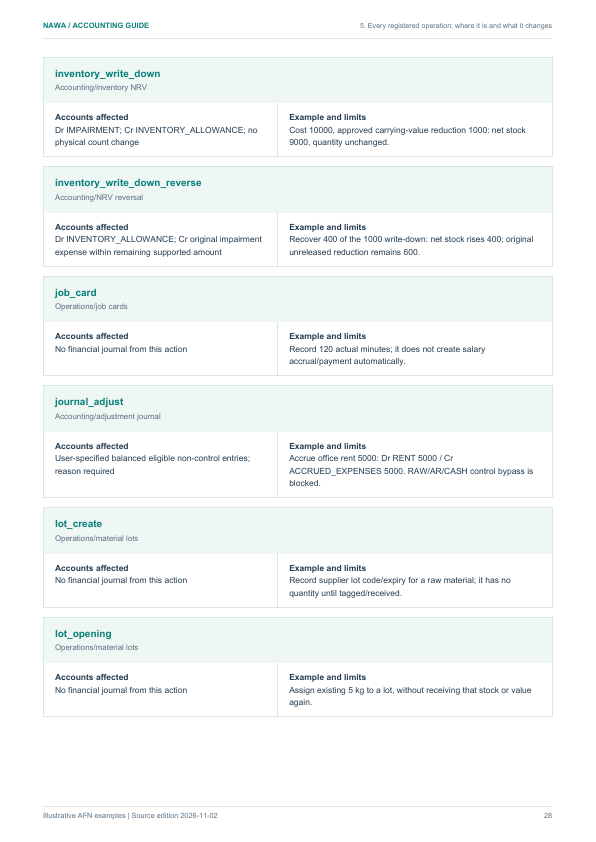 NAWA / ACCOUNTING GUIDE
5. Every registered operation: where it is and what it changes
inventory_write_down
Accounting/inventory NRV
Accounts affected
Dr IMPAIRMENT; Cr INVENTORY_ALLOWANCE; no
physical count change
Example and limits
Cost 10000, approved carrying-value reduction 1000: net stock
9000, quantity unchanged.
inventory_write_down_reverse
Accounting/NRV reversal
Accounts affected
Dr INVENTORY_ALLOWANCE; Cr original impairment
expense within remaining supported amount
Example and limits
Recover 400 of the 1000 write-down: net stock rises 400; original
unreleased reduction remains 600.
job_card
Operations/job cards
Accounts affected
No financial journal from this action
Example and limits
Record 120 actual minutes; it does not create salary
accrual/payment automatically.
journal_adjust
Accounting/adjustment journal
Accounts affected
User-specified balanced eligible non-control entries;
reason required
Example and limits
Accrue office rent 5000: Dr RENT 5000 / Cr
ACCRUED_EXPENSES 5000. RAW/AR/CASH control bypass is
blocked.
lot_create
Operations/material lots
Accounts affected
No financial journal from this action
Example and limits
Record supplier lot code/expiry for a raw material; it has no
quantity until tagged/received.
lot_opening
Operations/material lots
Accounts affected
No financial journal from this action
Example and limits
Assign existing 5 kg to a lot, without receiving that stock or value
again.
Illustrative AFN examples | Source edition 2026-11-02
28